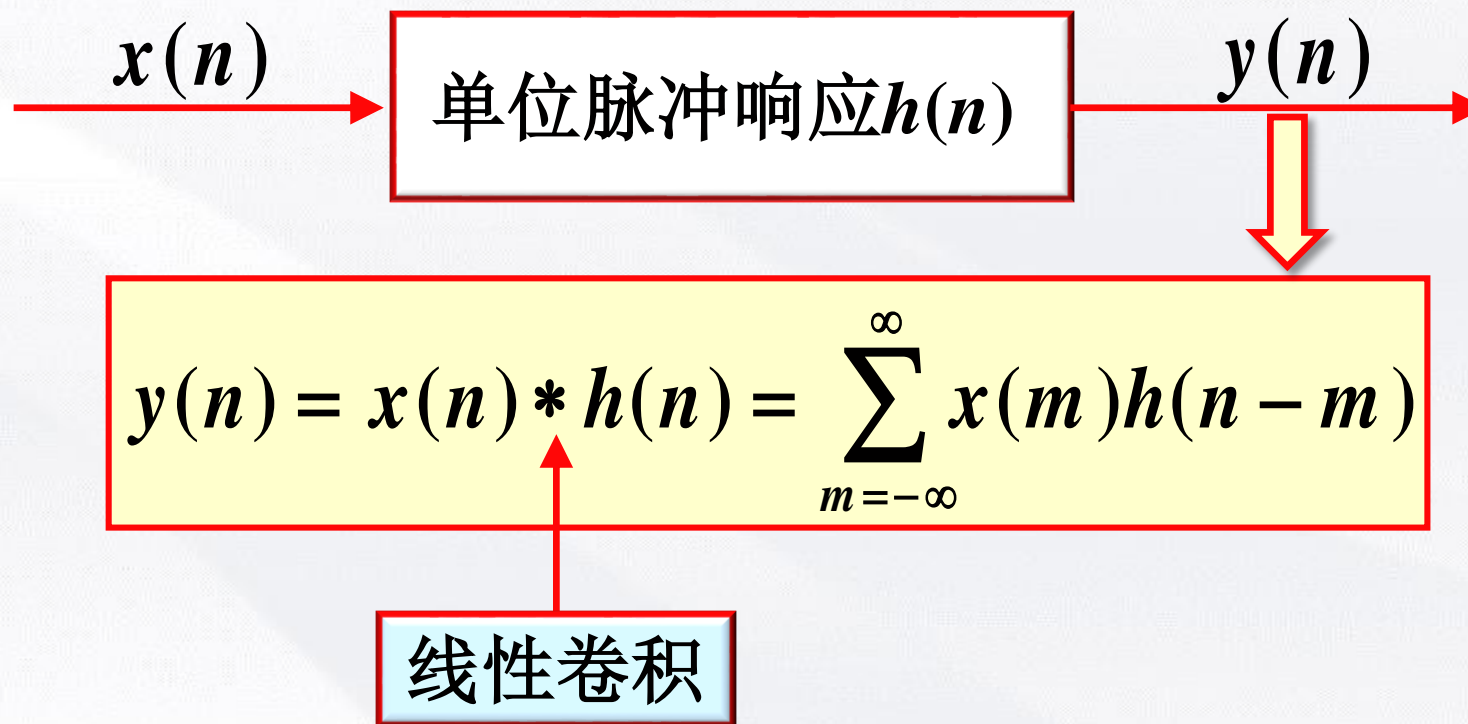 x(n)
单位脉冲响应h(n)
y(n)
y(n) = x(n) * h(n) = ∑_{m=-∞}^{∞} x(m)h(n − m)
线性卷积